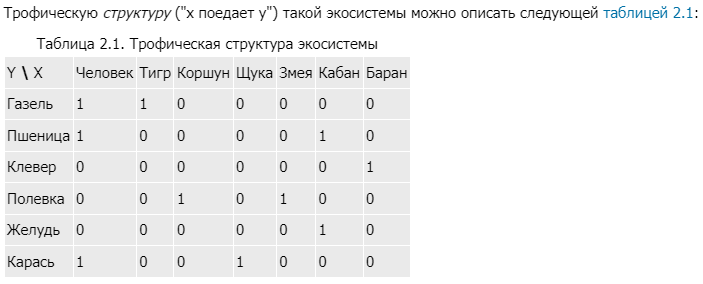 Трофическую структуру ("x поедает y") такой экосистемы можно описать следующей таблицей 2.1:
Таблица 2.1. Трофическая структура экосистемы
Y \ X Человек Тигр Коршун Щука Змея Кабан Баран
Газель 1 1 0 0 0 0 0
Пшеница 1 0 0 0 0 1 0
Клевер 0 0 0 0 0 0 1
Полевка 0 0 1 0 1 0 0
Желудь 0 0 0 0 0 1 0
Карась 1 0 0 1 0 0 0